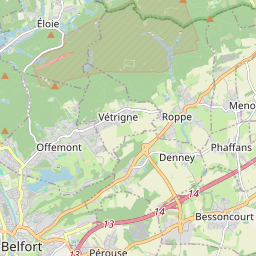 Éloie
Vétrigne
Roppe
Meno
Offemont
Phaffans
Denney
14
14
Bessoncourt
13
13
Belfort
Pérouse